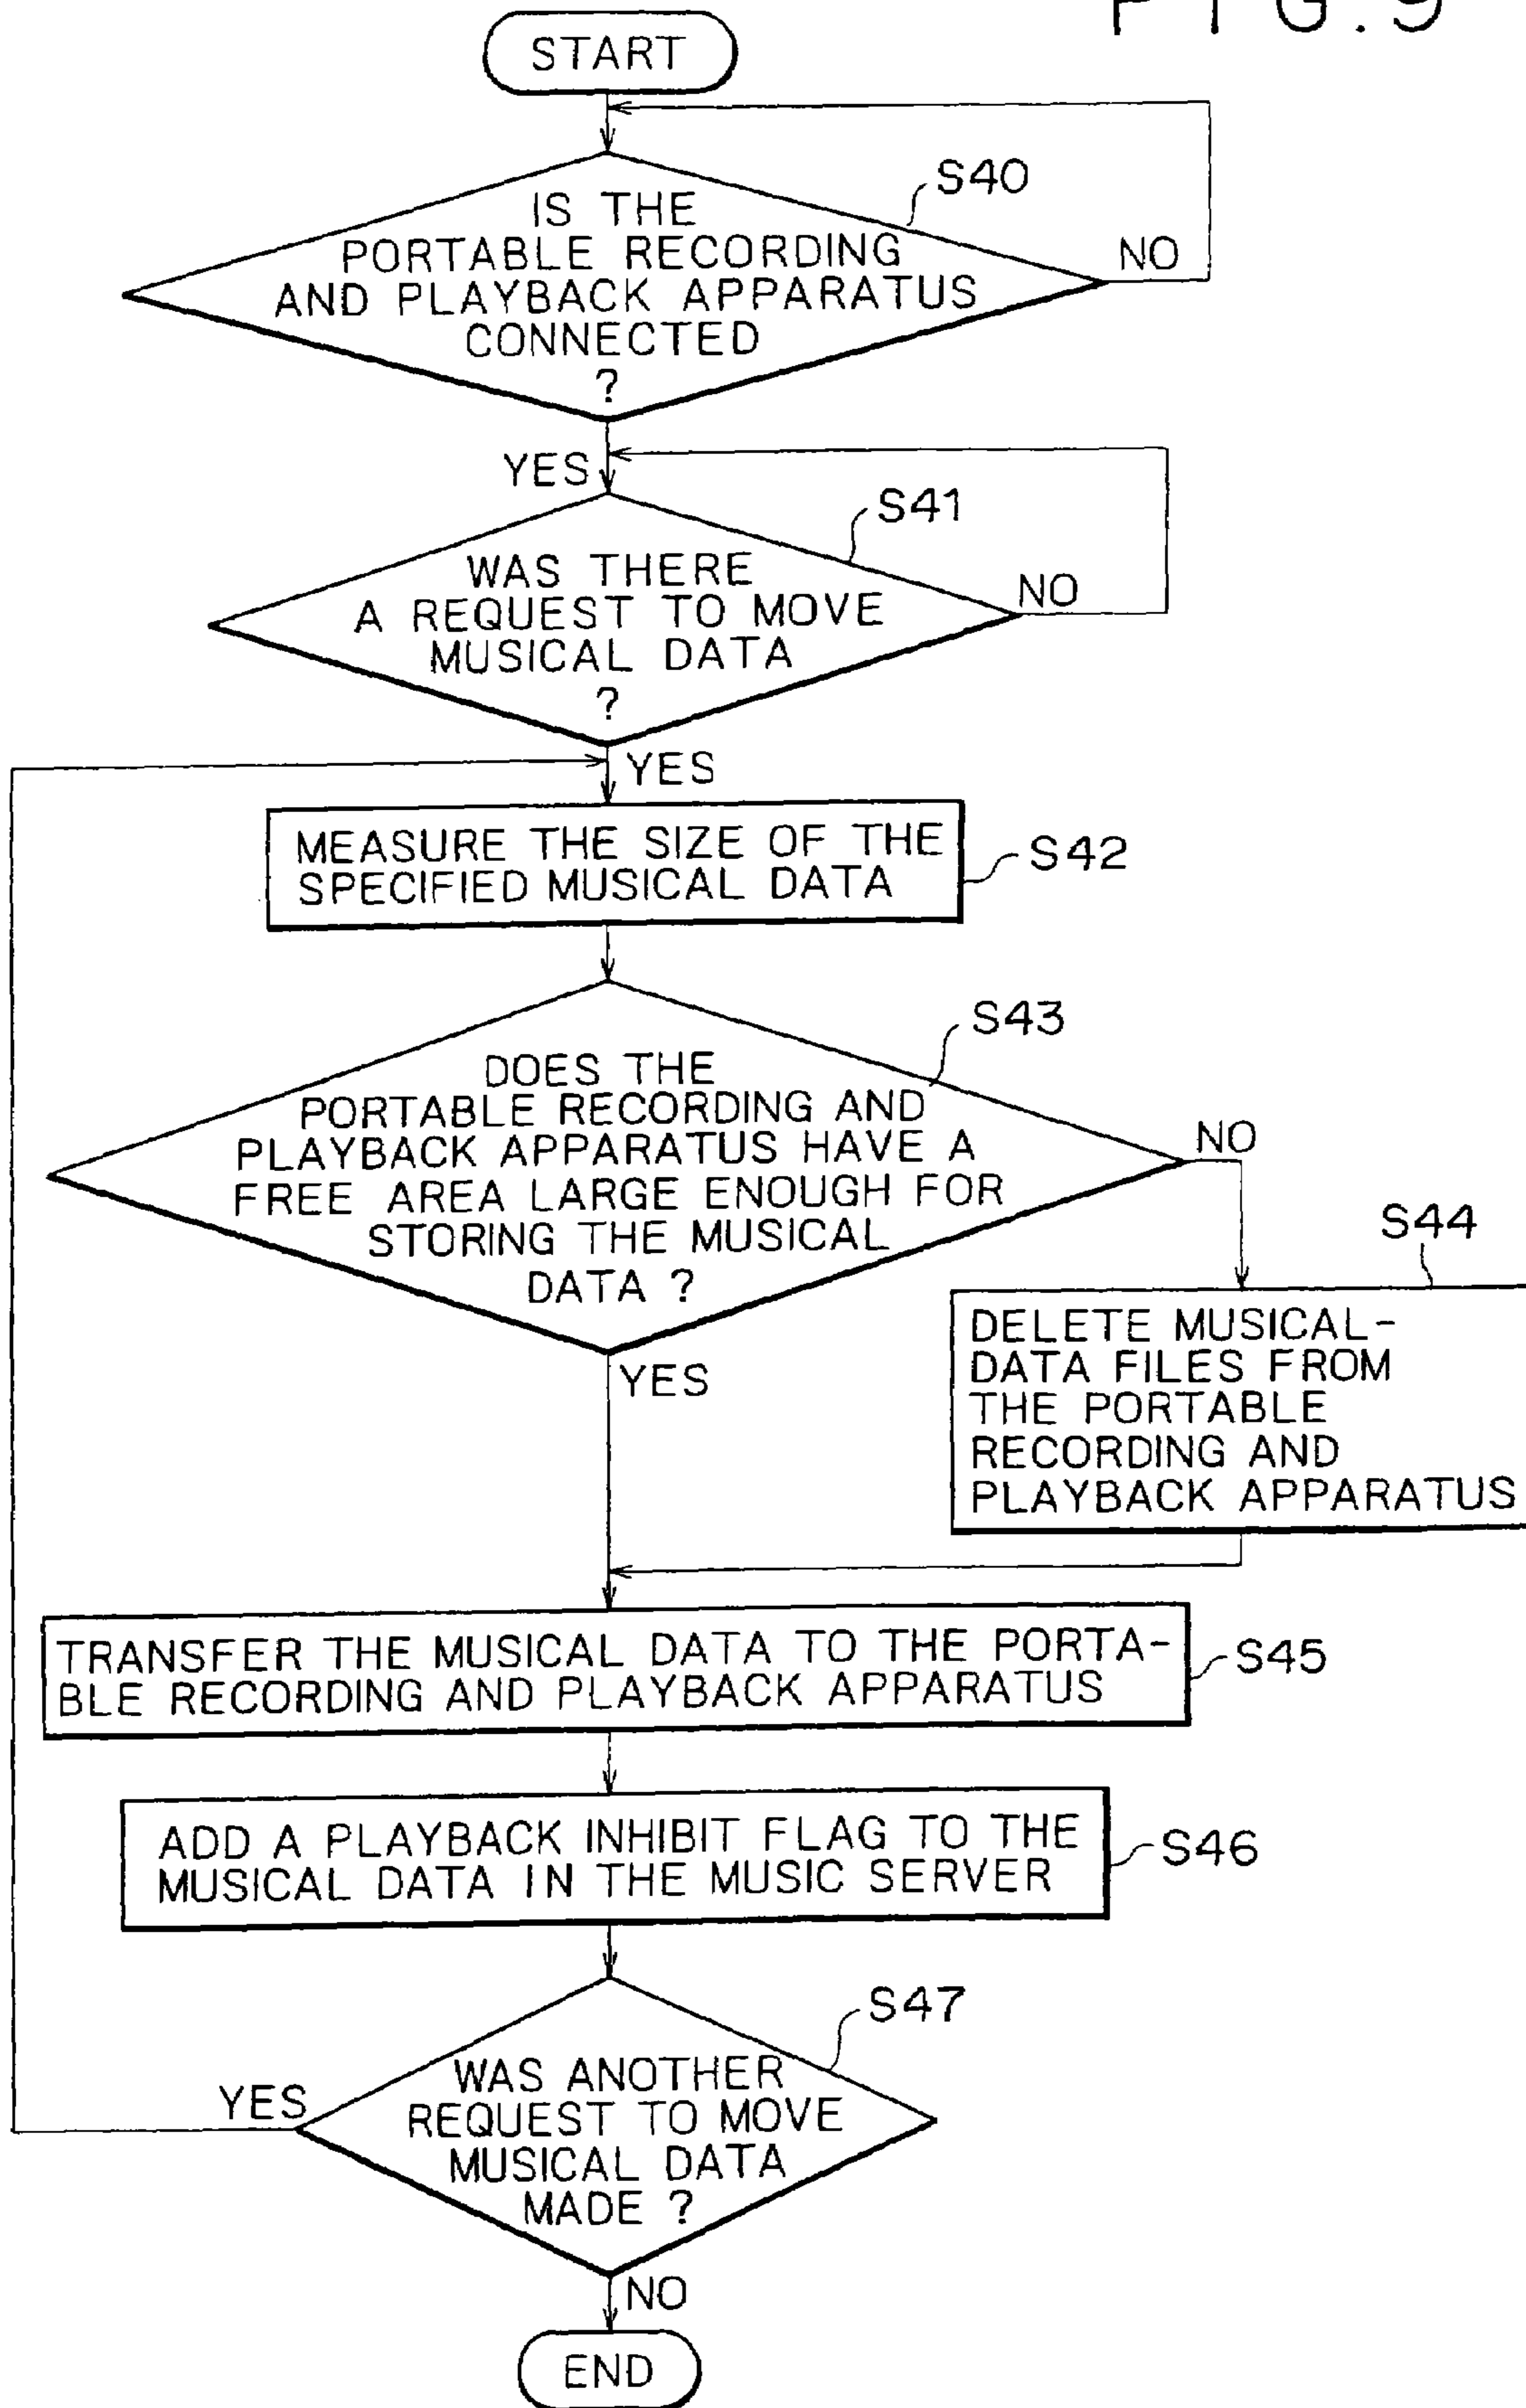 FIG.9
START
S40
IS THE
PORTABLE RECORDING
AND PLAYBACK APPARATUS
CONNECTED
?
NO
YES
S41
WAS THERE
A REQUEST TO MOVE
MUSICAL DATA
?
NO
YES
MEASURE THE SIZE OF THE
SPECIFIED MUSICAL DATA
S42
S43
DOES THE
PORTABLE RECORDING AND
PLAYBACK APPARATUS HAVE A
FREE AREA LARGE ENOUGH FOR
STORING THE MUSICAL
DATA ?
NO
YES
S44
DELETE MUSICAL-
DATA FILES FROM
THE PORTABLE
RECORDING AND
PLAYBACK APPARATUS
TRANSFER THE MUSICAL DATA TO THE PORTA-
BLE RECORDING AND PLAYBACK APPARATUS
S45
ADD A PLAYBACK INHIBIT FLAG TO THE
MUSICAL DATA IN THE MUSIC SERVER
S46
S47
WAS ANOTHER
REQUEST TO MOVE
MUSICAL DATA
MADE ?
YES
NO
END